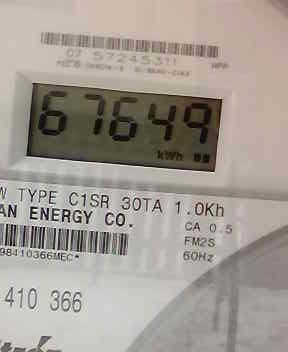 07 57245311
67649
kWh
W TYPE C1SR 30TA 1.0Kh
AN ENERGY CO.
CA 0.5
FM2S
60Hz
98410366MEC*
410 366